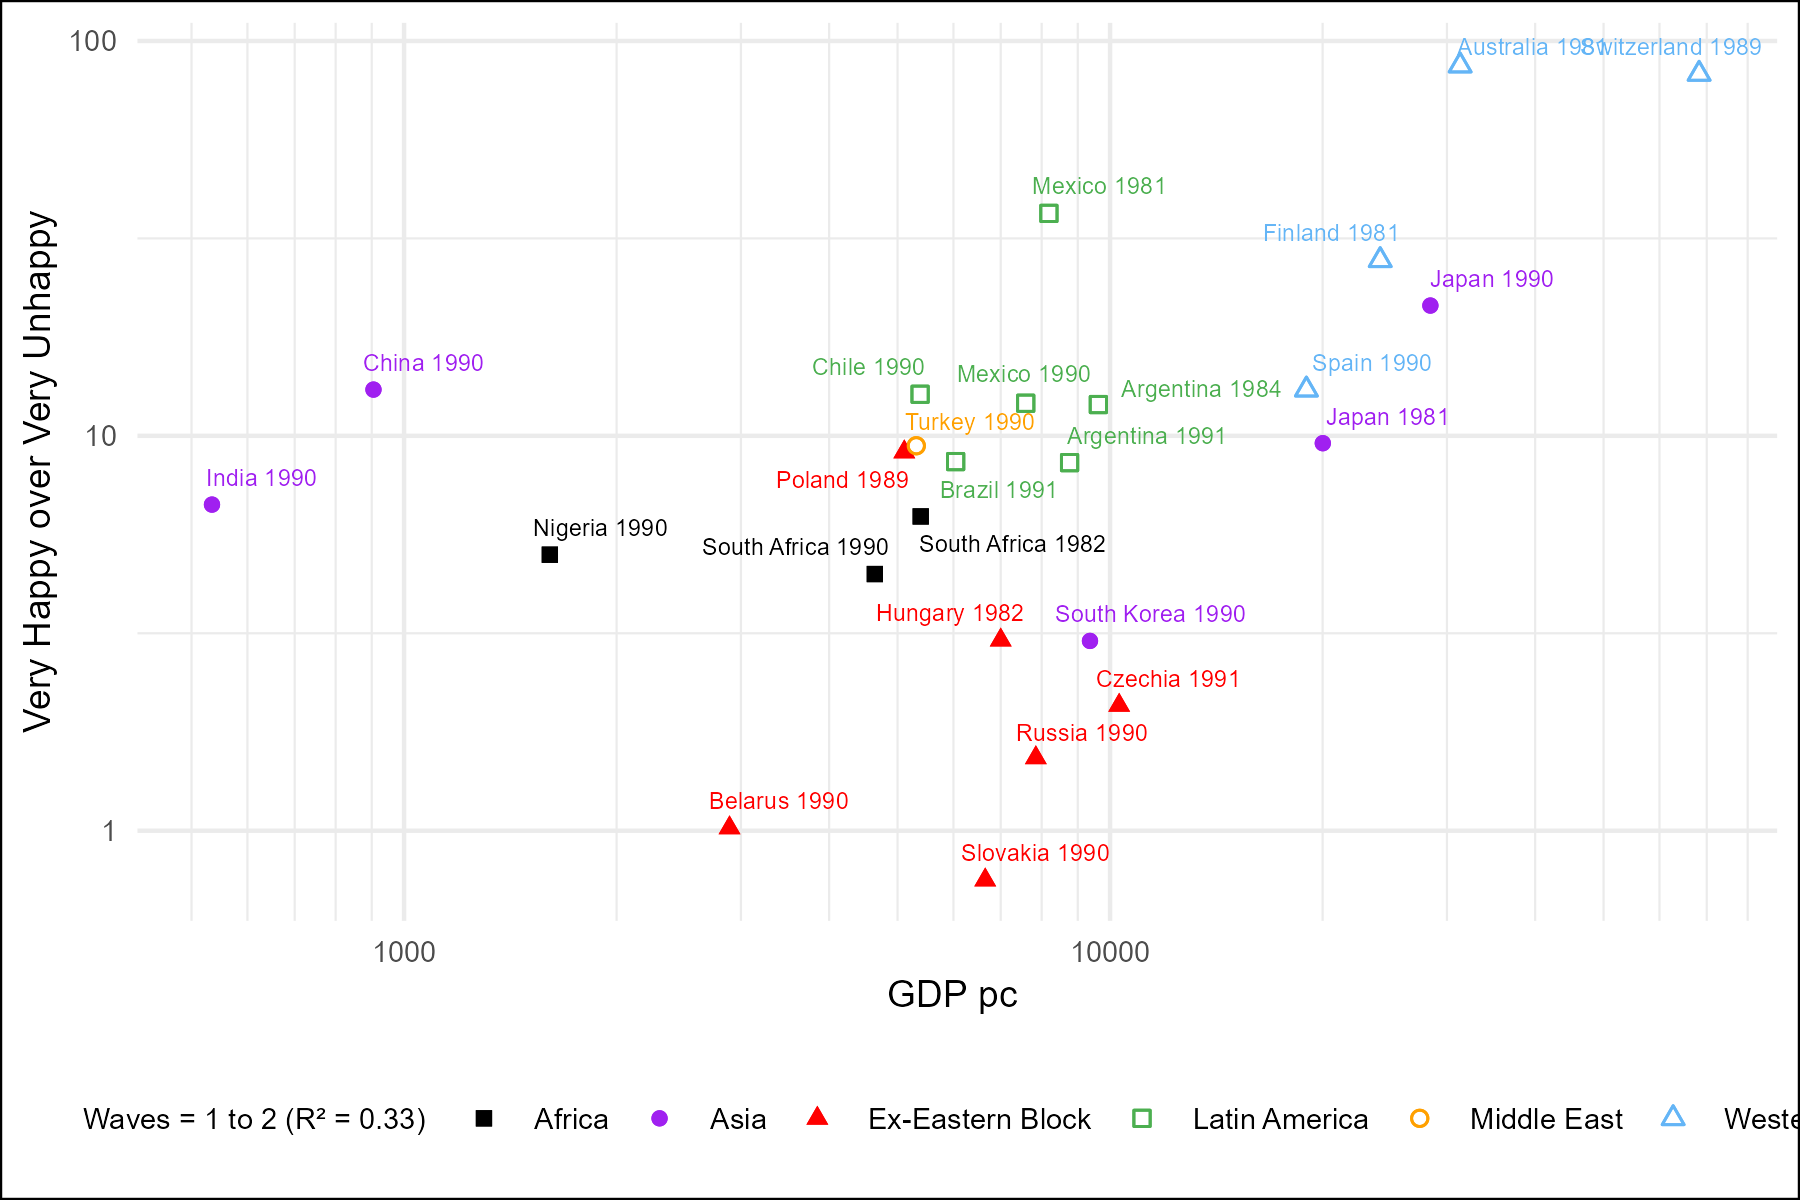 100
Australia 1981
Switzerland 1989
Mexico 1981
Finland 1981
Japan 1990
China 1990
Chile 1990
Mexico 1990
Spain 1990
Argentina 1984
Japan 1981
Turkey 1990
10
Argentina 1991
India 1990
Poland 1989
Brazil 1991
Nigeria 1990
South Africa 1990
South Africa 1982
Hungary 1982
South Korea 1990
Czechia 1991
Russia 1990
Belarus 1990
1
Slovakia 1990
Very Happy over Very Unhappy
1000
10000
GDP pc
Waves = 1 to 2 (R² = 0.33) Africa Asia Ex-Eastern Block Latin America Middle East Weste